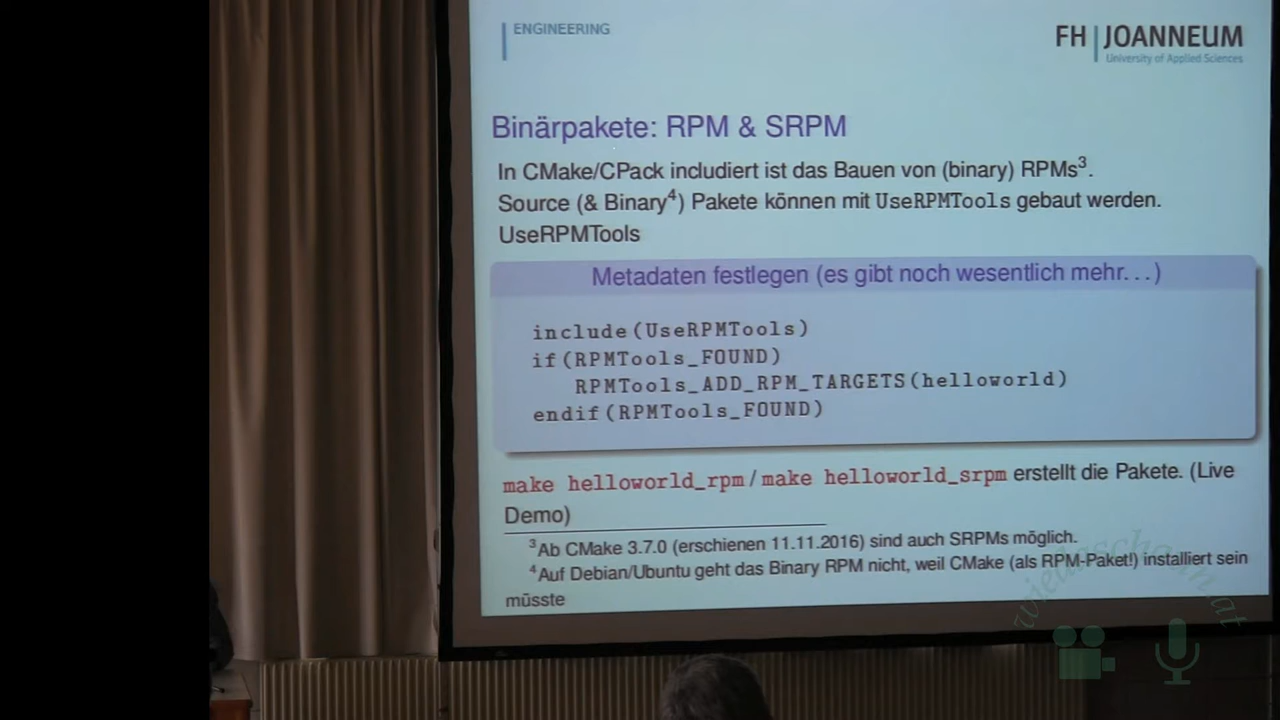 ENGINEERING
FH | JOANNEUM
University of Applied Sciences
Binärpakete: RPM & SRPM
In CMake/CPack includiert ist das Bauen von (binary) RPMs³.
Source (& Binary⁴) Pakete können mit UseRPMTools gebaut werden.
UseRPMTools
Metadaten festlegen (es gibt noch wesentlich mehr...)
include(UseRPMTools)
if(RPMTools_FOUND)
RPMTools_ADD_RPM_TARGETS(helloworld)
endif(RPMTools_FOUND)
make helloworld_rpm/make helloworld_srpm erstellt die Pakete. (Live
Demo)
³Ab CMake 3.7.0 (erschienen 11.11.2016) sind auch SRPMs möglich.
⁴Auf Debian/Ubuntu geht das Binary RPM nicht, weil CMake (als RPM-Paket!) installiert sein
müsste